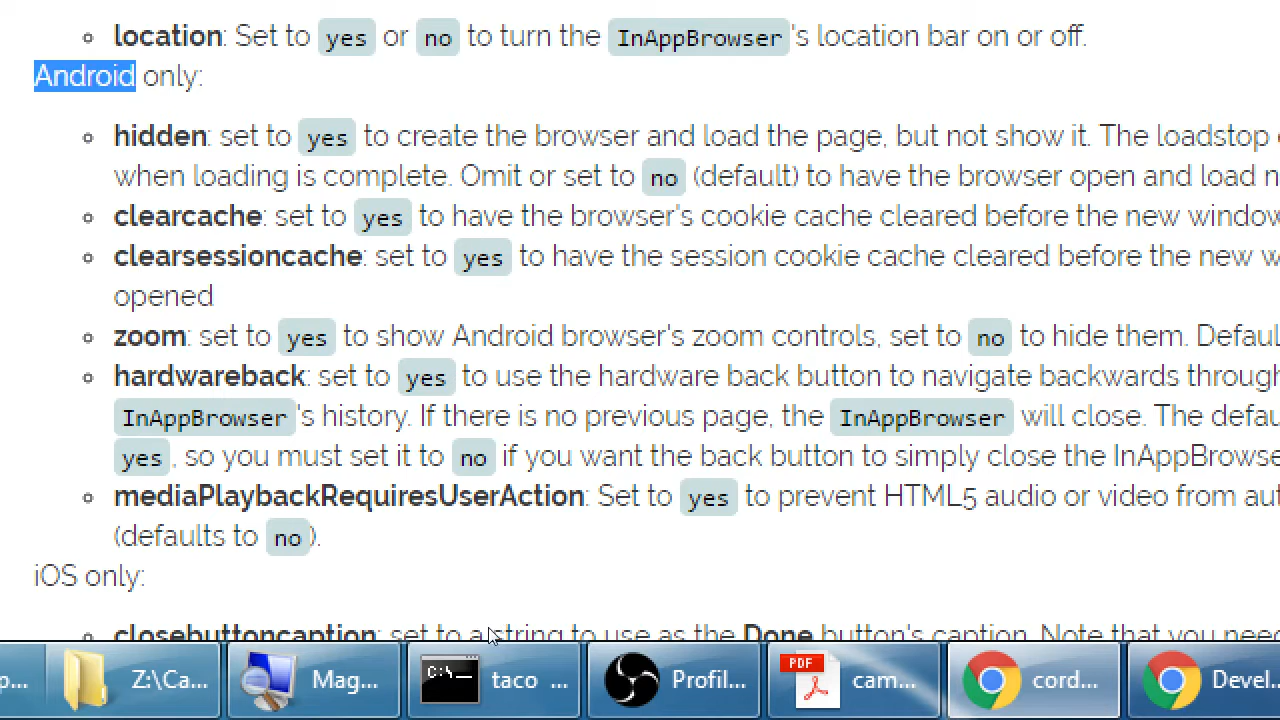 location: Set to yes or no to turn the InAppBrowser's location bar on or off.
Android only:
hidden: set to yes to create the browser and load the page, but not show it. The loadstop
when loading is complete. Omit or set to no (default) to have the browser open and load
clearcache: set to yes to have the browser's cookie cache cleared before the new window
clearsessioncache: set to yes to have the session cookie cache cleared before the new
opened
zoom: set to yes to show Android browser's zoom controls, set to no to hide them.
hardwareback: set to yes to use the hardware back button to navigate backwards through
InAppBrowser's history. If there is no previous page, the InAppBrowser will close. The
yes, so you must set it to no if you want the back button to simply close the
mediaPlaybackRequiresUserAction: Set to yes to prevent HTML5 audio or video from
(defaults to no).
iOS only:
closebuttoncaption: set to a string to use as the Done button's caption. Note that you need
p... Z:\Ca... Mag... C:\ taco ... Profil... PDF cam... cord... Devel...